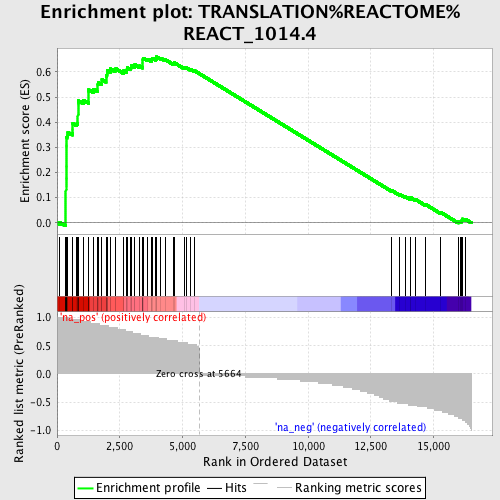 Enrichment plot: TRANSLATION%REACTOME%
REACT_1014.4
Enrichment score (ES)
0.6
0.5
0.4
0.3
0.2
0.1
0.0
'na_pos' (positively correlated)
Ranked list metric (PreRanked)
1.0
0.5
0.0
-0.5
-1.0
Zero cross at 5664
'na_neg' (negatively correlated)
0
2,500
5,000
7,500
10,000
12,500
15,000
Rank in Ordered Dataset
Enrichment profile
Hits
Ranking metric scores